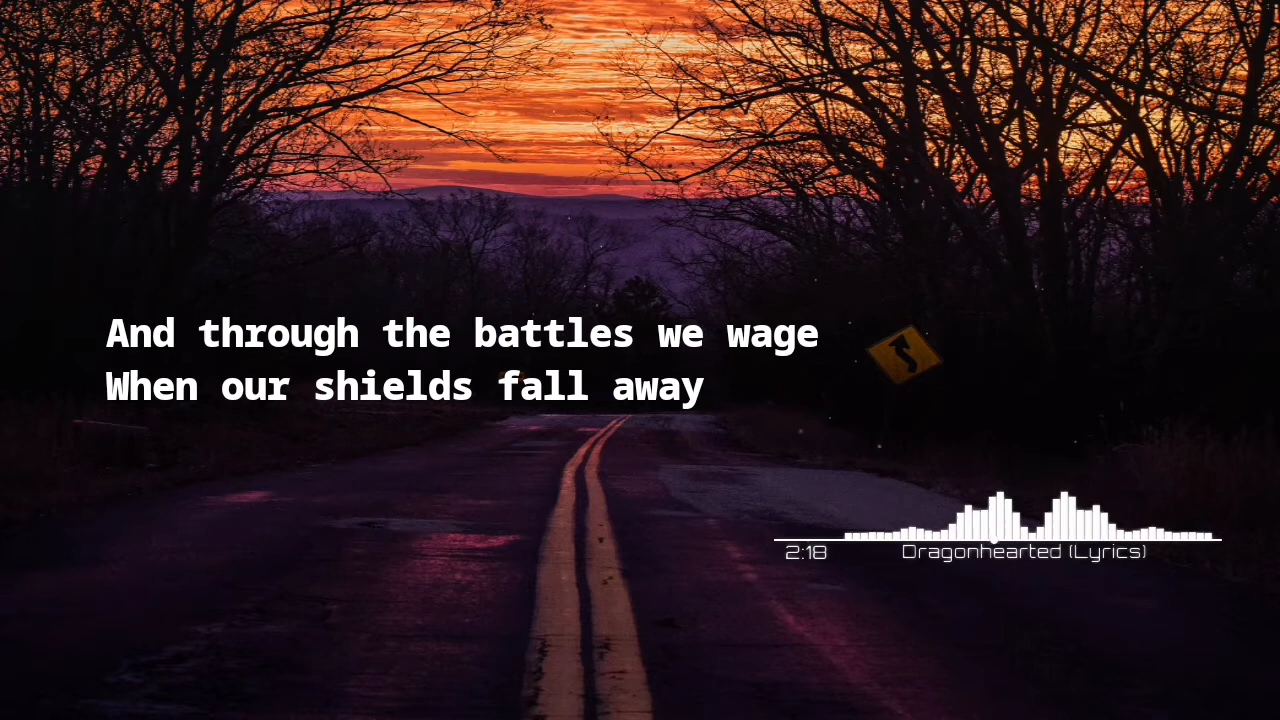 And through the battles we wage
When our shields fall away
2:18
Dragonhearted (Lyrics)